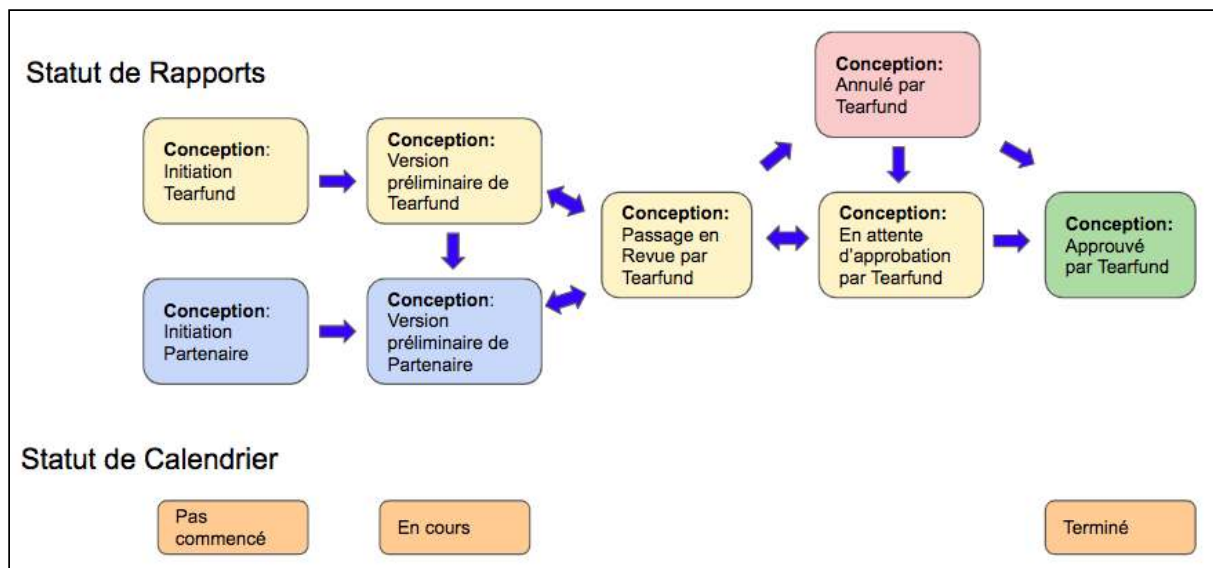 Statut de Rapports
Conception:
Annulé par
Tearfund
Conception:
Initiation
Tearfund
Conception:
Version
préliminaire de
Tearfund
Conception:
Passage en
Revue par
Tearfund
Conception:
En attente
d'approbation
par Tearfund
Conception:
Approuvé
par Tearfund
Conception:
Initiation
Partenaire
Conception:
Version
préliminaire de
Partenaire
Statut de Calendrier
Pas
commencé
En cours
Terminé